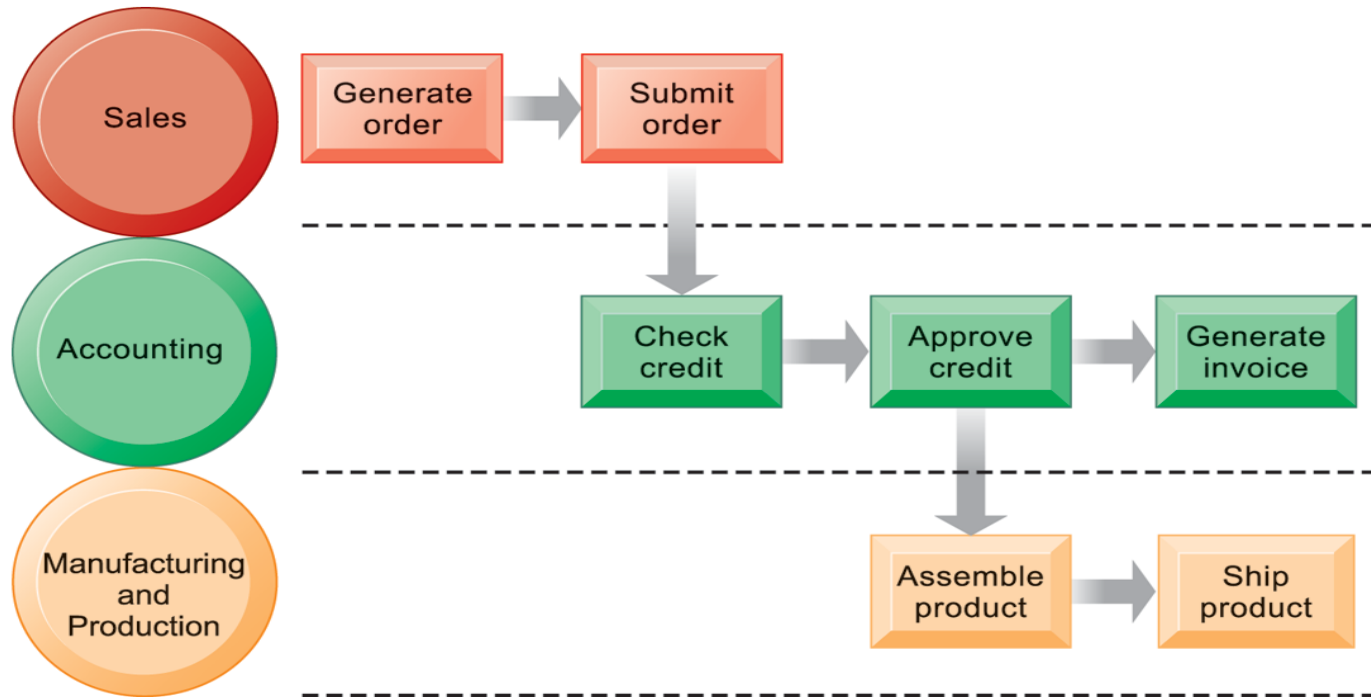 Sales
Generate
order
Submit
order
Accounting
Check
credit
Approve
credit
Generate
invoice
Manufacturing
and
Production
Assemble
product
Ship
product